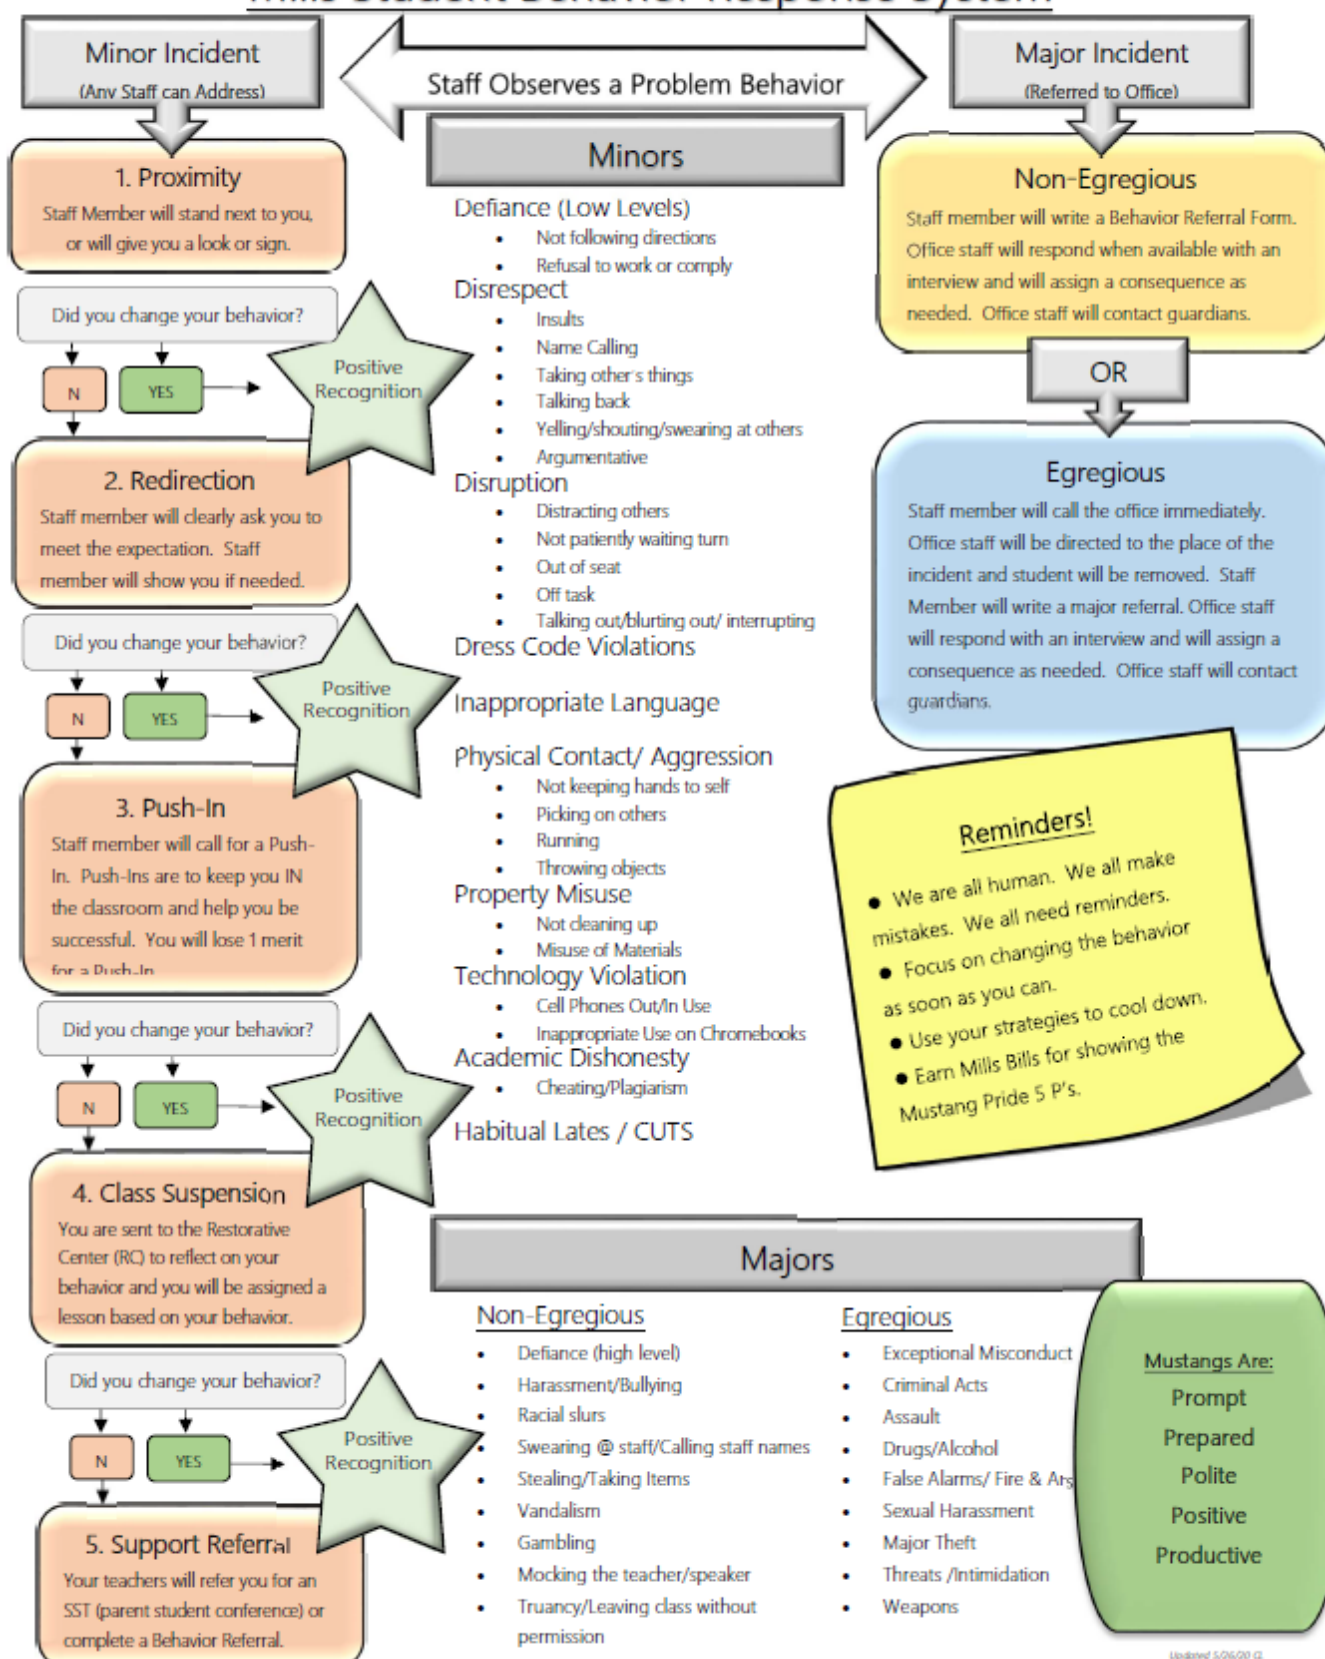 Mills Student Behavior Response System
Minor Incident
(Any Staff can Address)
Staff Observes a Problem Behavior
Major Incident
(Referred to Office)
1. Proximity
Staff Member will stand next to you,
or will give you a look or sign.
Did you change your behavior?
N
YES
Positive
Recognition
2. Redirection
Staff member will clearly ask you to
meet the expectation. Staff
member will show you if needed.
Did you change your behavior?
N
YES
Positive
Recognition
3. Push-In
Staff member will call for a Push-
In. Push-Ins are to keep you IN
the classroom and help you be
successful. You will lose 1 merit
for a Push-In
Did you change your behavior?
N
YES
Positive
Recognition
4. Class Suspension
You are sent to the Restorative
Center (RC) to reflect on your
behavior and you will be assigned a
lesson based on your behavior.
Did you change your behavior?
N
YES
Positive
Recognition
5. Support Referral
Your teachers will refer you for an
SST (parent student conference) or
complete a Behavior Referral.
Minors
Defiance (Low Levels)
• Not following directions
• Refusal to work or comply
Disrespect
• Insults
• Name Calling
• Taking other's things
• Talking back
• Yelling/shouting/swearing at others
• Argumentative
Disruption
• Distracting others
• Not patiently waiting turn
• Out of seat
• Off task
• Talking out/blurting out/ interrupting
Dress Code Violations
Inappropriate Language
Physical Contact/ Aggression
• Not keeping hands to self
• Picking on others
• Running
• Throwing objects
Property Misuse
• Not cleaning up
• Misuse of Materials
Technology Violation
• Cell Phones Out/In Use
• Inappropriate Use on Chromebooks
Academic Dishonesty
• Cheating/Plagiarism
Habitual Lates / CUTS
Non-Egregious
Staff member will write a Behavior Referral Form.
Office staff will respond when available with an
interview and will assign a consequence as
needed. Office staff will contact guardians.
OR
Egregious
Staff member will call the office immediately.
Office staff will be directed to the place of the
incident and student will be removed. Staff
Member will write a major referral. Office staff
will respond with an interview and will assign a
consequence as needed. Office staff will contact
guardians.
Reminders!
● We are all human. We all make
mistakes. We all need reminders.
● Focus on changing the behavior
as soon as you can.
● Use your strategies to cool down.
● Earn Mills Bills for showing the
Mustang Pride 5 P's.
Majors
Non-Egregious
• Defiance (high level)
• Harassment/Bullying
• Racial slurs
• Swearing @ staff/Calling staff names
• Stealing/Taking Items
• Vandalism
• Gambling
• Mocking the teacher/speaker
• Truancy/Leaving class without
permission
Egregious
• Exceptional Misconduct
• Criminal Acts
• Assault
• Drugs/Alcohol
• False Alarms/ Fire & Ars
• Sexual Harassment
• Major Theft
• Threats /Intimidation
• Weapons
Mustangs Are:
Prompt
Prepared
Polite
Positive
Productive
Updated 5/26/20